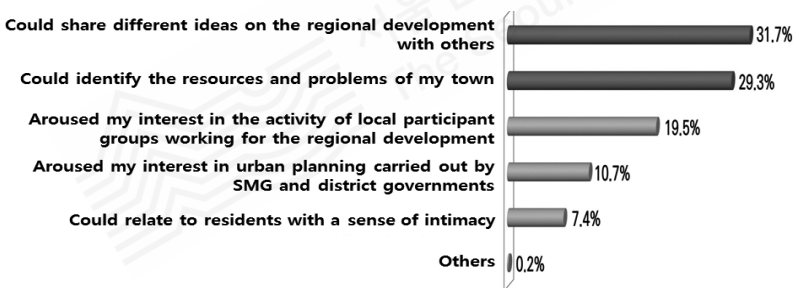 Could share different ideas on the regional development
with others
31.7%
Could identify the resources and problems of my town
29.3%
Aroused my interest in the activity of local participant
groups working for the regional development
19.5%
Aroused my interest in urban planning carried out by
SMG and district governments
10.7%
Could relate to residents with a sense of intimacy
7.4%
Others
0.2%